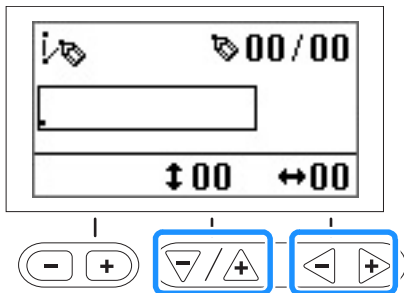 00/00
↕00 ↔00
- + -/+ - +